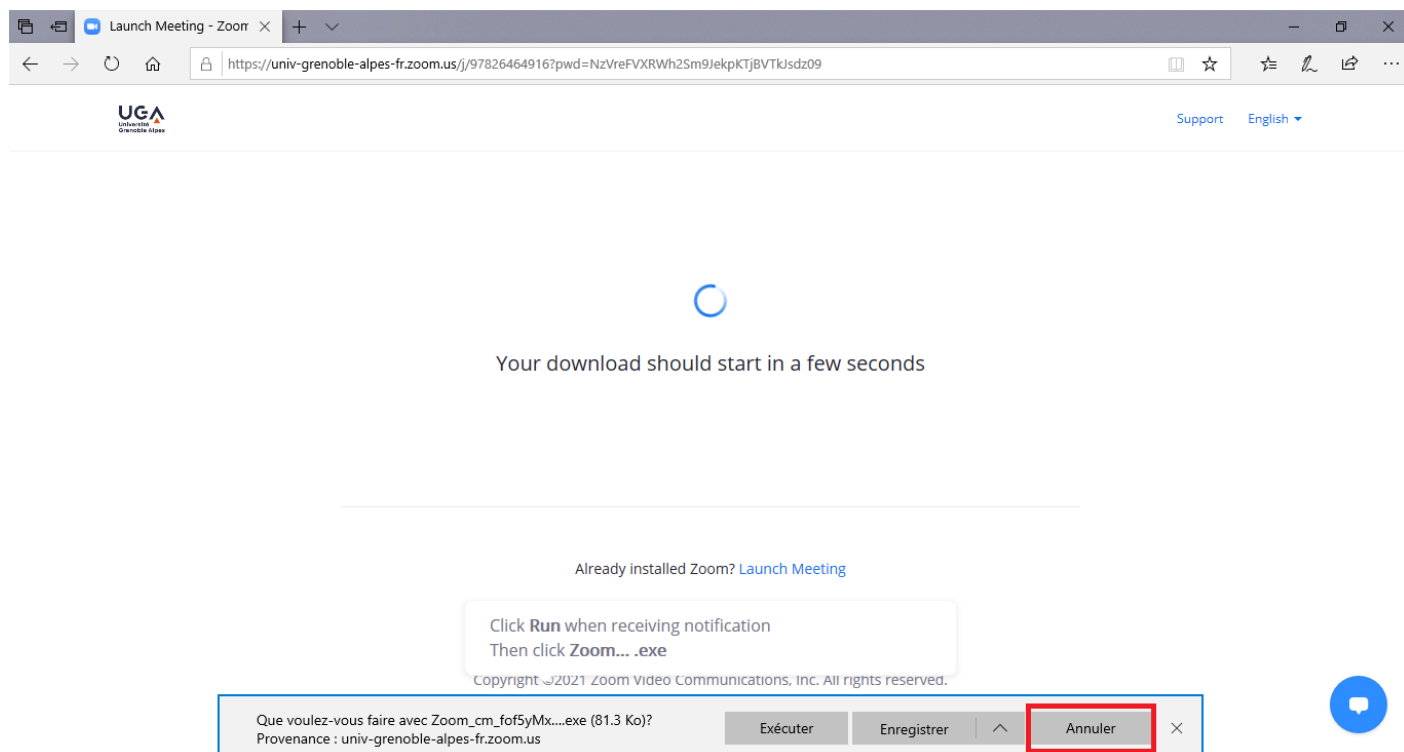 Launch Meeting - Zoom
https://univ-grenoble-alpes-fr.zoom.us/j/97826464916?pwd=NzVreFVXRWh2Sm9JekpKTjBVTkJsdz09
UGA
Université
Grenoble Alpes
Support English
Your download should start in a few seconds
Already installed Zoom? Launch Meeting
Click Run when receiving notification
Then click Zoom... .exe
Copyright ©2021 Zoom Video Communications, Inc. All rights reserved.
Que voulez-vous faire avec Zoom_cm_fof5yMx....exe (81.3 Ko)?
Provenance : univ-grenoble-alpes-fr.zoom.us
Exécuter Enregistrer Annuler